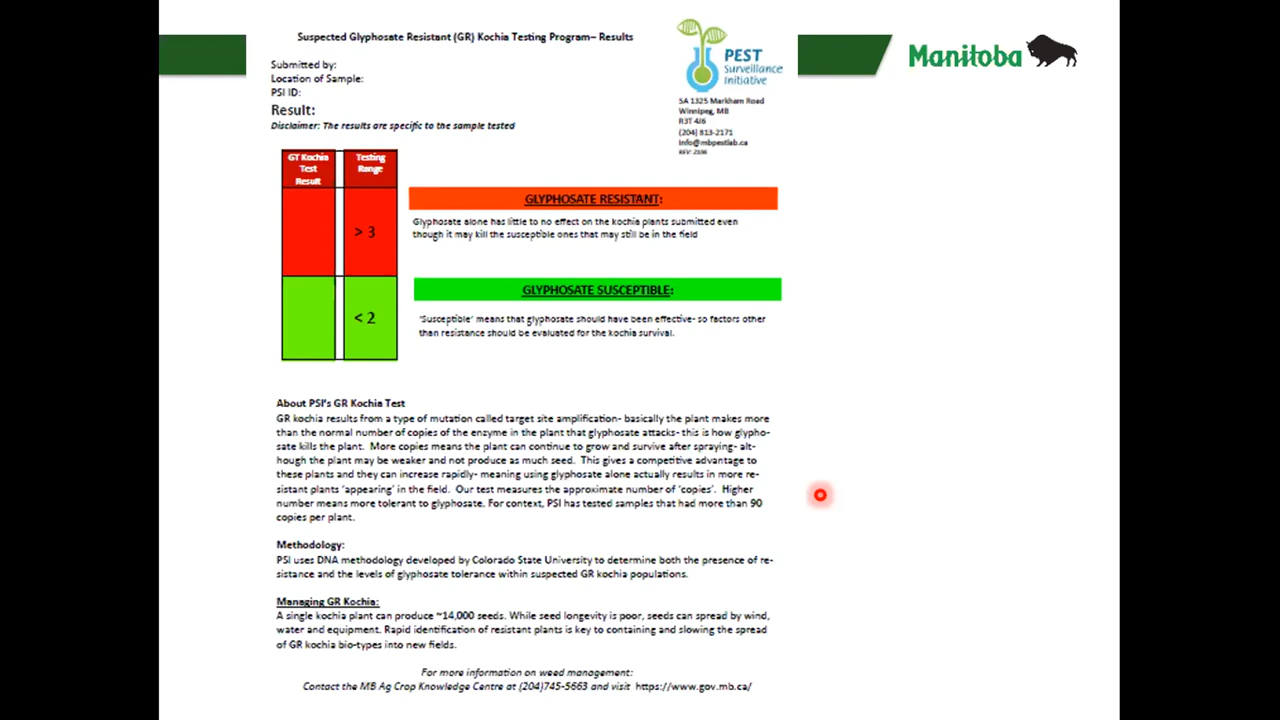 Suspected Glyphosate Resistant (GR) Kochia Testing Program– Results
Submitted by:
Location of Sample:
PSI ID:
Result:
Disclaimer: The results are specific to the sample tested
PEST
Surveillance
Initiative
5A 1325 Markham Road
Winnipeg, MB
R3T 4J6
(204) 813-2171
info@mbpestlab.ca
Manitoba
GT Kochia
Test
Result
Testing
Range
> 3
GLYPHOSATE RESISTANT:
Glyphosate alone has little to no effect on the kochia plants submitted even
though it may kill the susceptible ones that may still be in the field
< 2
GLYPHOSATE SUSCEPTIBLE:
'Susceptible' means that glyphosate should have been effective- so factors other
than resistance should be evaluated for the kochia survival.
About PSI's GR Kochia Test
GR kochia results from a type of mutation called target site amplification- basically the plant makes more
than the normal number of copies of the enzyme in the plant that glyphosate attacks- this is how glypho-
sate kills the plant. More copies means the plant can continue to grow and survive after spraying- alt-
hough the plant may be weaker and not produce as much seed. This gives a competitive advantage to
these plants and they can increase rapidly- meaning using glyphosate alone actually results in more re-
sistant plants 'appearing' in the field. Our test measures the approximate number of 'copies'. Higher
number means more tolerant to glyphosate. For context, PSI has tested samples that had more than 90
copies per plant.
Methodology:
PSI uses DNA methodology developed by Colorado State University to determine both the presence of re-
sistance and the levels of glyphosate tolerance within suspected GR kochia populations.
Managing GR Kochia:
A single kochia plant can produce ~14,000 seeds. While seed longevity is poor, seeds can spread by wind,
water and equipment. Rapid identification of resistant plants is key to containing and slowing the spread
of GR kochia bio-types into new fields.
For more information on weed management:
Contact the MB Ag Crop Knowledge Centre at (204)745-5663 and visit https://www.gov.mb.ca/